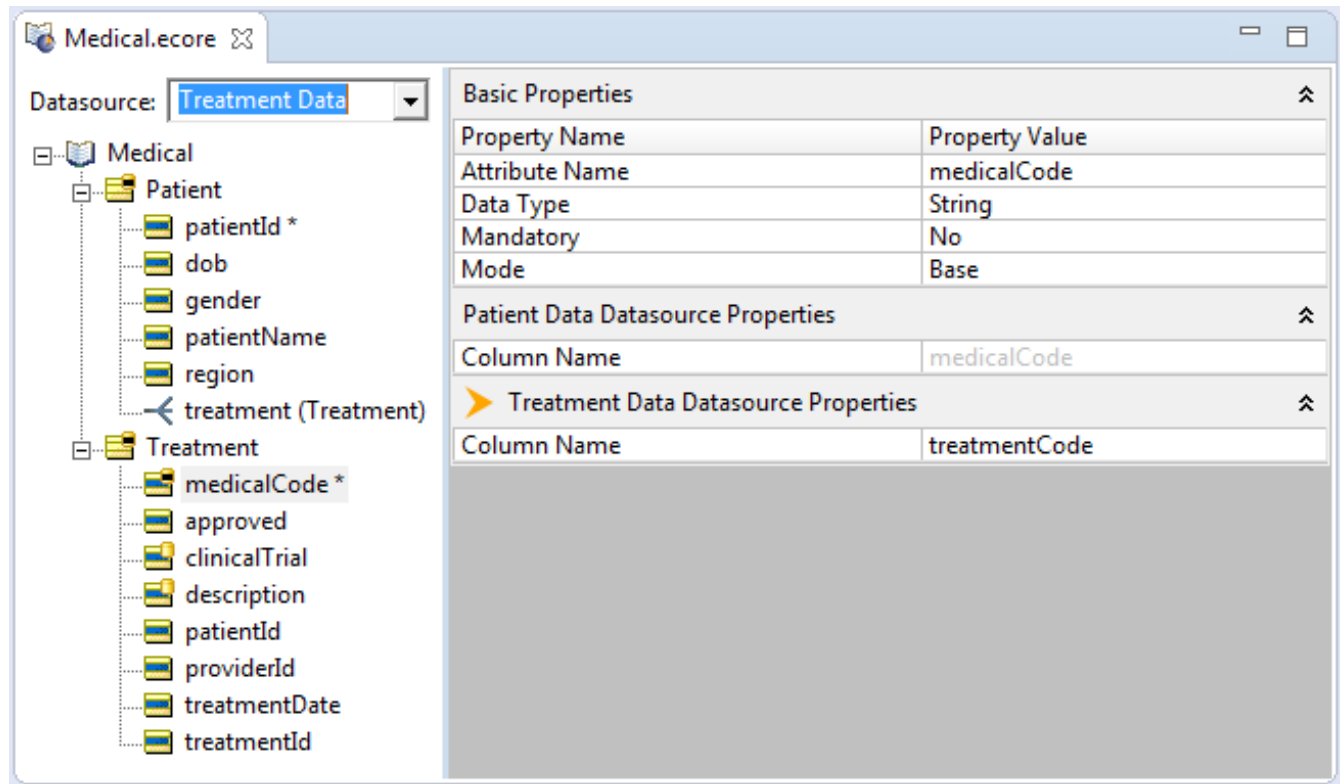 Medical.ecore
Datasource: Treatment Data
Medical
Patient
patientId *
dob
gender
patientName
region
treatment (Treatment)
Treatment
medicalCode *
approved
clinicalTrial
description
patientId
providerId
treatmentDate
treatmentId
Basic Properties
Property Name Property Value
Attribute Name medicalCode
Data Type String
Mandatory No
Mode Base
Patient Data Datasource Properties
Column Name medicalCode
Treatment Data Datasource Properties
Column Name treatmentCode